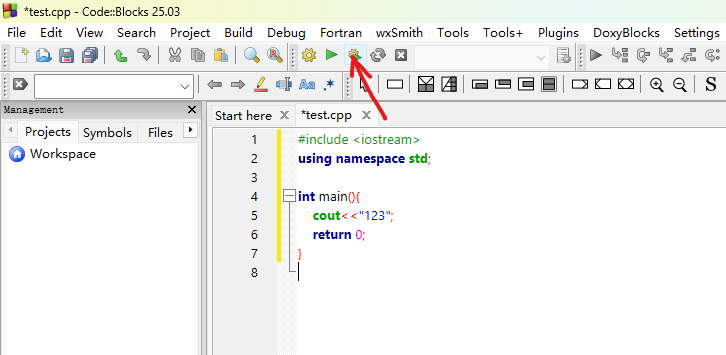 *test.cpp - Code::Blocks 25.03
File Edit View Search Project Build Debug Fortran wxSmith Tools Tools+ Plugins DoxyBlocks Settings
Aa .* S
Management
Projects Symbols Files
Workspace
Start here *test.cpp
1 #include <iostream>
2 using namespace std;
3
4 int main(){
5 cout<<"123";
6 return 0;
7 }
8